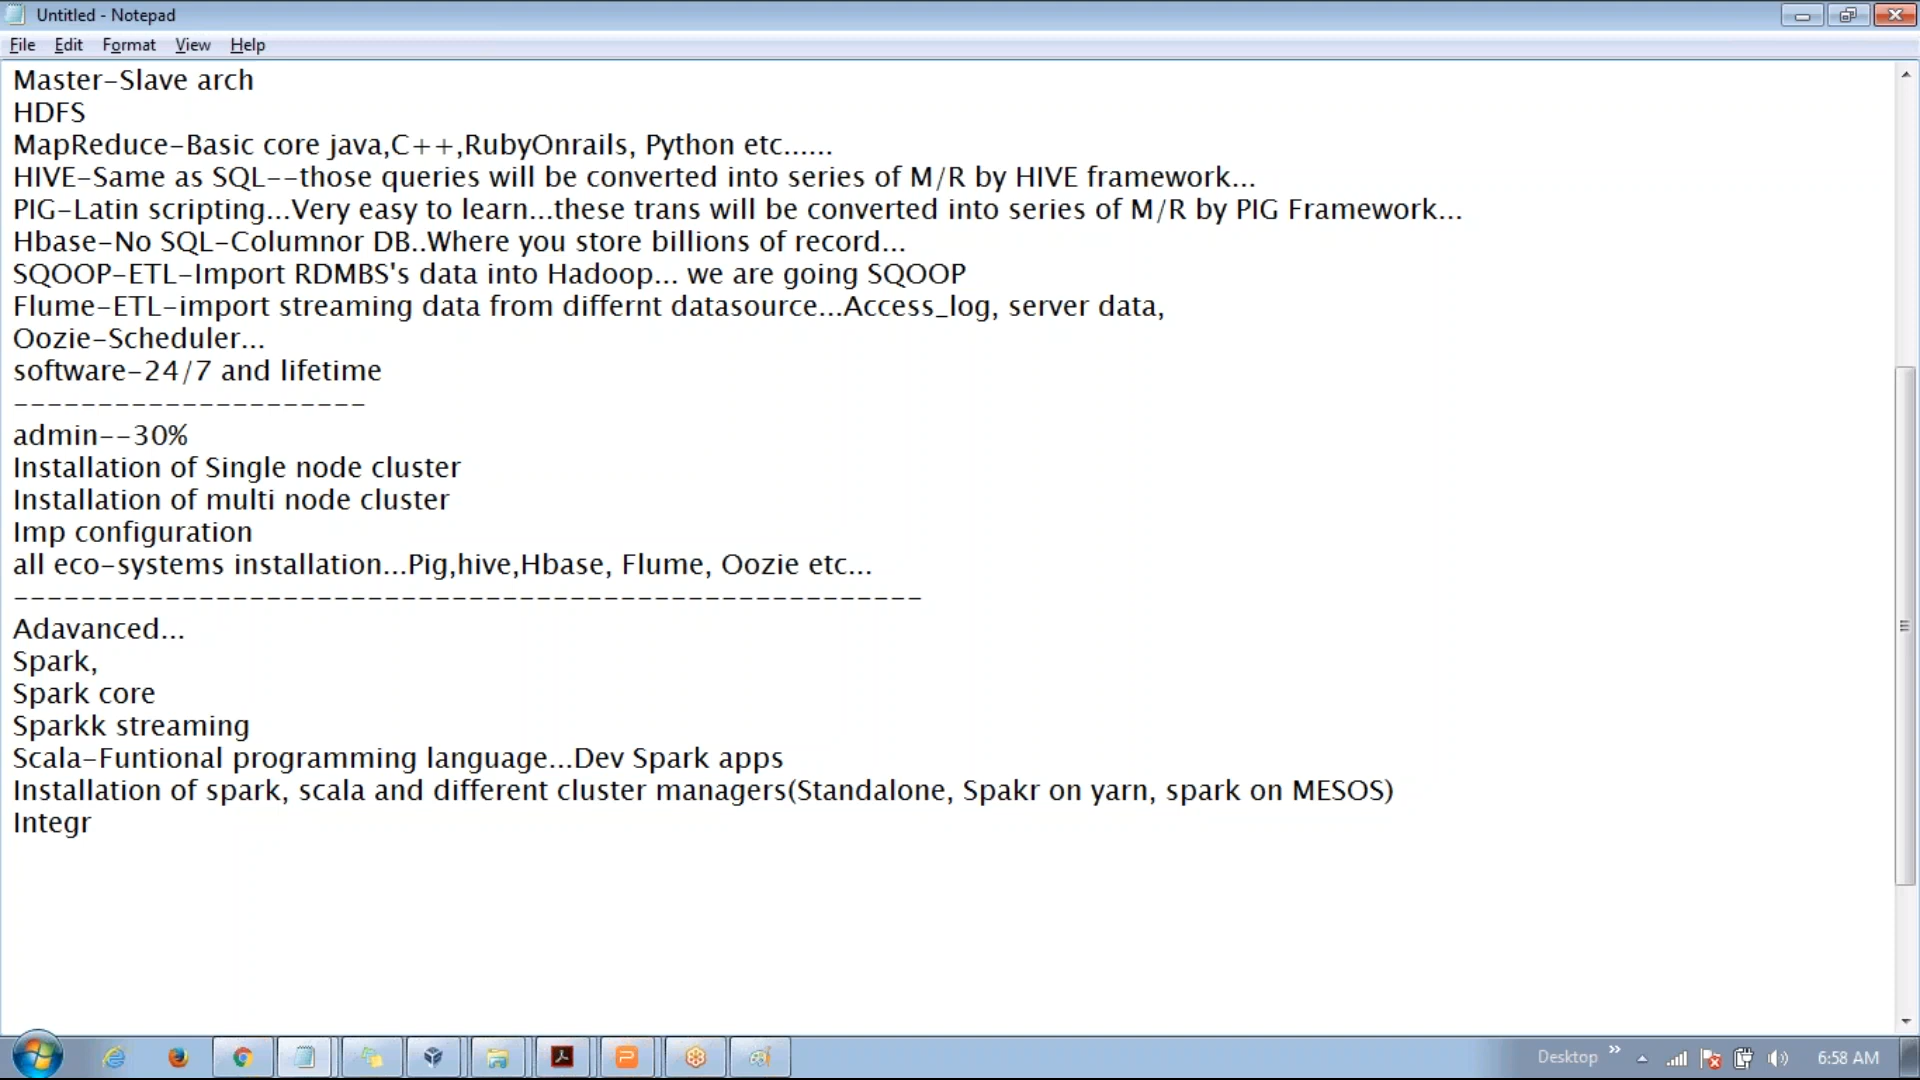 Untitled - Notepad
File Edit Format View Help
Master-Slave arch
HDFS
MapReduce-Basic core java,C++,RubyOnrails, Python etc......
HIVE-Same as SQL--those queries will be converted into series of M/R by HIVE framework...
PIG-Latin scripting...Very easy to learn...these trans will be converted into series of M/R by PIG Framework...
Hbase-No SQL-Columnor DB..Where you store billions of record...
SQOOP-ETL-Import RDMBS's data into Hadoop... we are going SQOOP
Flume-ETL-import streaming data from differnt datasource...Access_log, server data,
Oozie-Scheduler...
software-24/7 and lifetime
---------------------
admin--30%
Installation of Single node cluster
Installation of multi node cluster
Imp configuration
all eco-systems installation...Pig,hive,Hbase, Flume, Oozie etc...
------------------------------------------------------
Adavanced...
Spark,
Spark core
Sparkk streaming
Scala-Funtional programming language...Dev Spark apps
Installation of spark, scala and different cluster managers(Standalone, Spakr on yarn, spark on MESOS)
Integr
Desktop » 6:58 AM